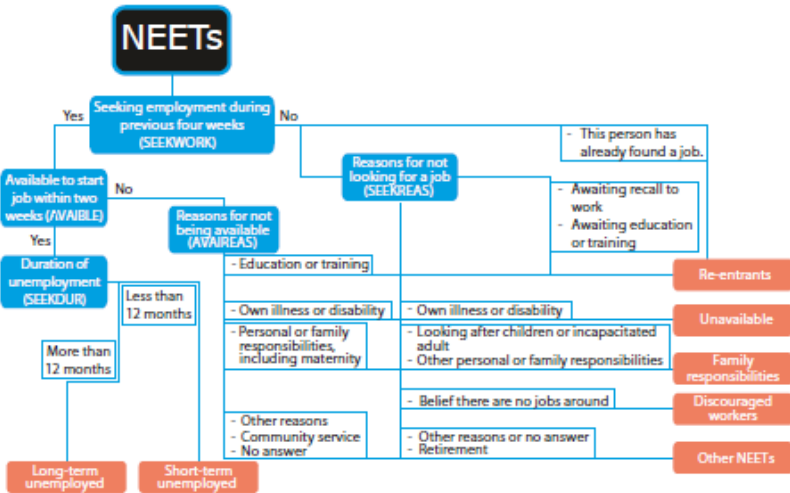 NEETs
Yes
Seeking employment during
previous four weeks
(SEEKWORK)
No
- This person has
already found a job.
Available to start
job within two
weeks (AVAIBLE)
No
Reasons for not
looking for a job
(SEEKREAS)
- Awaiting recall to
work
- Awaiting education
or training
Reasons for not
being available
(AVAIREAS)
Yes
Duration of
unemployment
(SEEKDUR)
- Education or training
Re-entrants
Less than
12 months
- Own illness or disability
- Own illness or disability
Unavailable
- Personal or family
responsibilities,
including maternity
- Looking after children or incapacitated
adult
- Other personal or family responsibilities
Family
responsibilities
More than
12 months
- Belief there are no jobs around
Discouraged
workers
- Other reasons
- Community service
- No answer
- Other reasons or no answer
- Retirement
Other NEETs
Long-term
unemployed
Short-term
unemployed